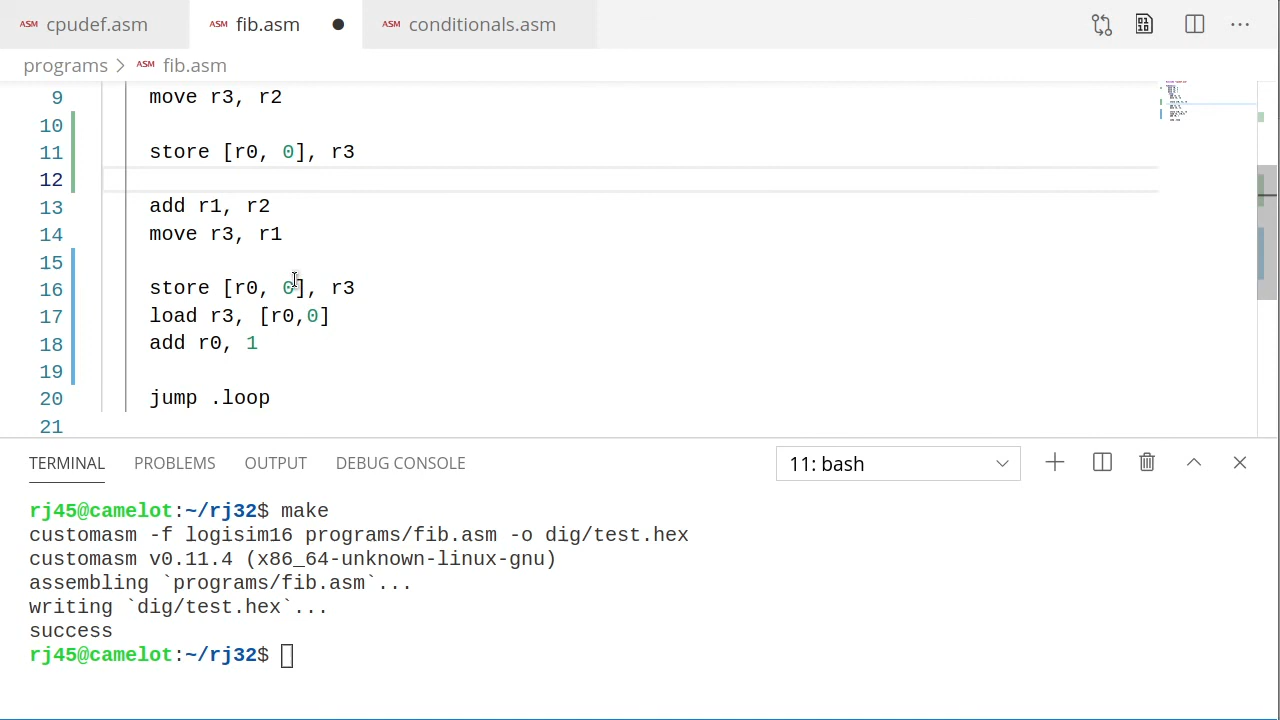 ASM cpudef.asm ASM fib.asm ASM conditionals.asm
programs > ASM fib.asm
9 move r3, r2
10
11 store [r0, 0], r3
12
13 add r1, r2
14 move r3, r1
15
16 store [r0, 0], r3
17 load r3, [r0,0]
18 add r0, 1
19
20 jump .loop
21
TERMINAL PROBLEMS OUTPUT DEBUG CONSOLE 11: bash
rj45@camelot:~/rj32$ make
customasm -f logisim16 programs/fib.asm -o dig/test.hex
customasm v0.11.4 (x86_64-unknown-linux-gnu)
assembling `programs/fib.asm`...
writing `dig/test.hex`...
success
rj45@camelot:~/rj32$